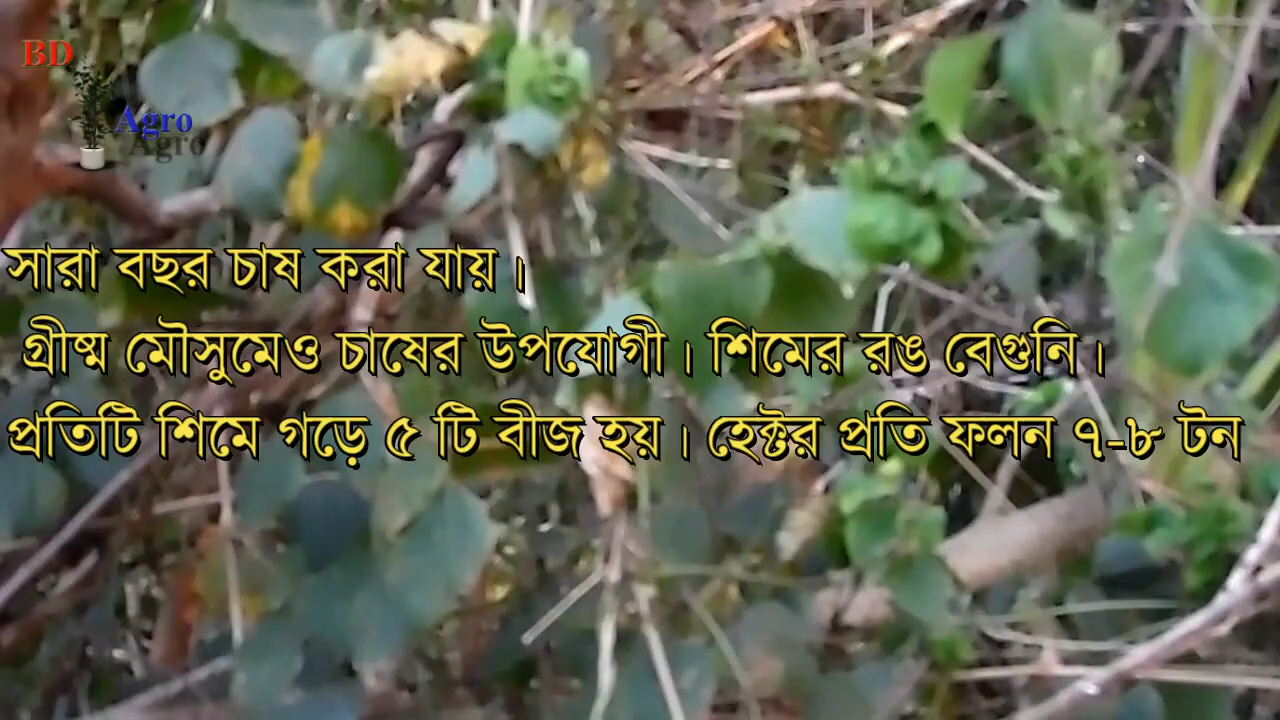 BD
Agro
সারা বছর চাষ করা যায়।
গ্রীষ্ম মৌসুমেও চাষের উপযোগী। শিমের রঙ বেগুনি।
প্রতিটি শিমে গড়ে ৫ টি বীজ হয়। হেক্টর প্রতি ফলন ৭-৮ টন